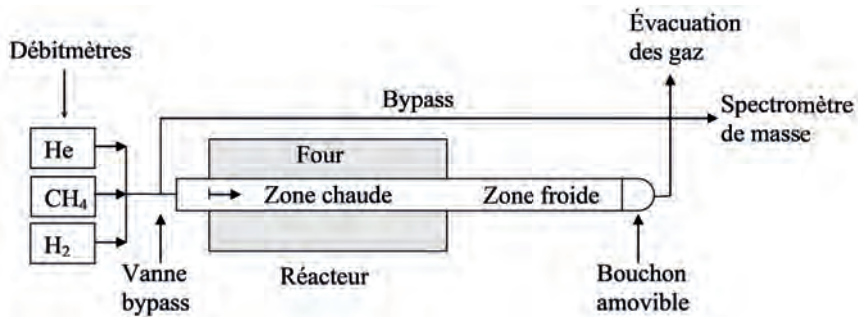 Évacuation
des gaz
Débitmètres
Bypass
Spectromètre
de masse
He
Four
CH4
Zone chaude
Zone froide
H2
Vanne
bypass
Réacteur
Bouchon
amovible